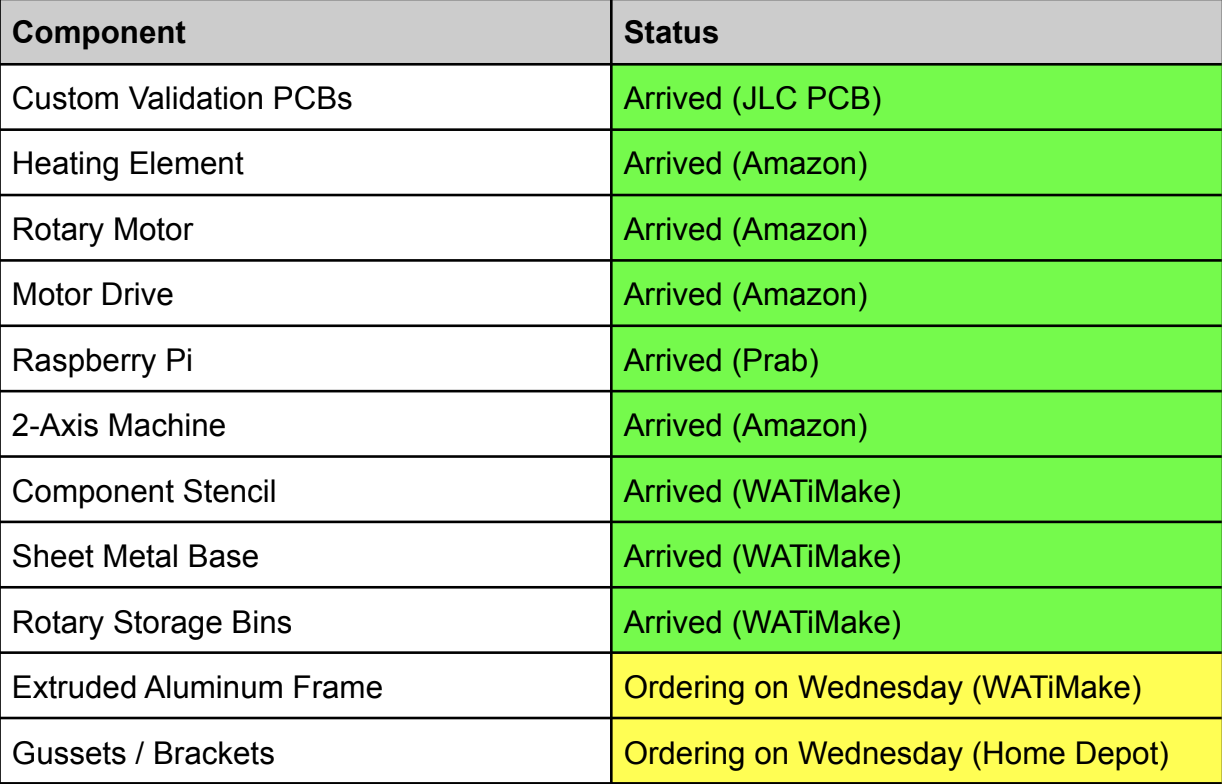 Component Status
Custom Validation PCBs Arrived (JLC PCB)
Heating Element Arrived (Amazon)
Rotary Motor Arrived (Amazon)
Motor Drive Arrived (Amazon)
Raspberry Pi Arrived (Prab)
2-Axis Machine Arrived (Amazon)
Component Stencil Arrived (WATiMake)
Sheet Metal Base Arrived (WATiMake)
Rotary Storage Bins Arrived (WATiMake)
Extruded Aluminum Frame Ordering on Wednesday (WATiMake)
Gussets / Brackets Ordering on Wednesday (Home Depot)